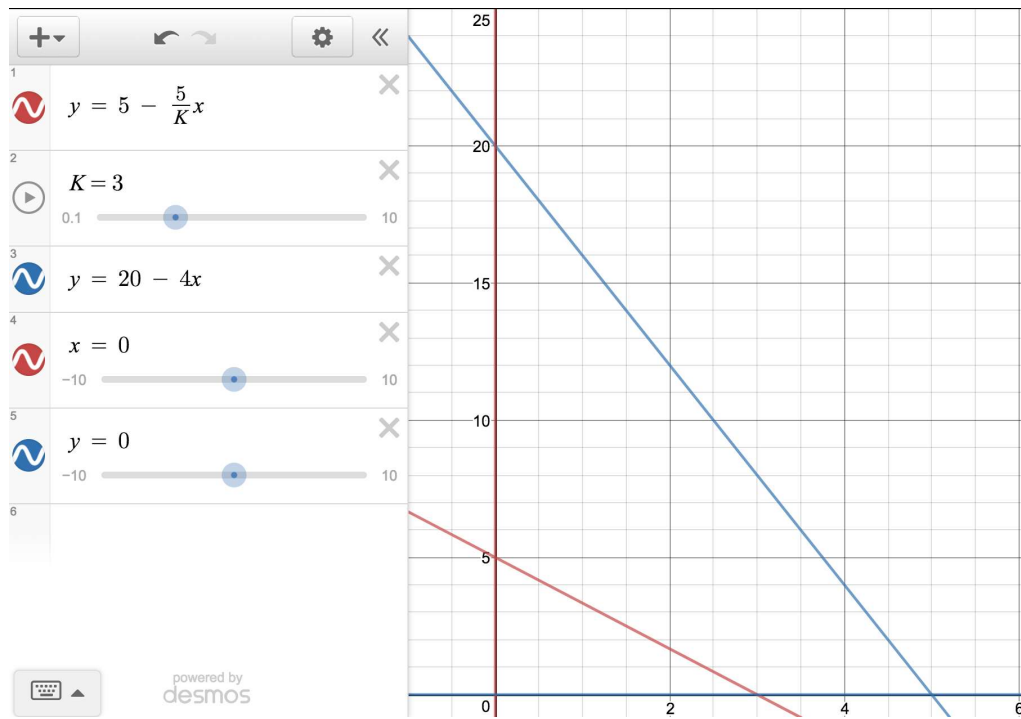 1
y = 5 − 5/K x
2
K = 3
0.1 10
3
y = 20 − 4x
4
x = 0
−10 10
5
y = 0
−10 10
6
powered by
desmos
25
20
15
10
5
0 2 4 6